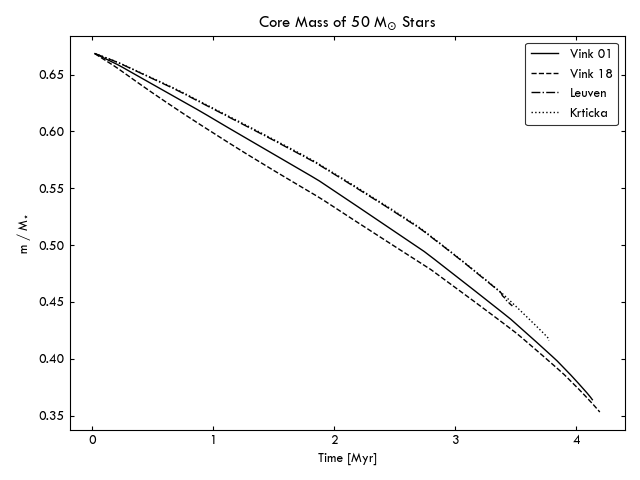 Core Mass of 50 M⊙ Stars
Vink 01
Vink 18
Leuven
Krticka
0.65
0.60
0.55
0.50
0.45
0.40
0.35
m / M⋆
0 1 2 3 4
Time [Myr]